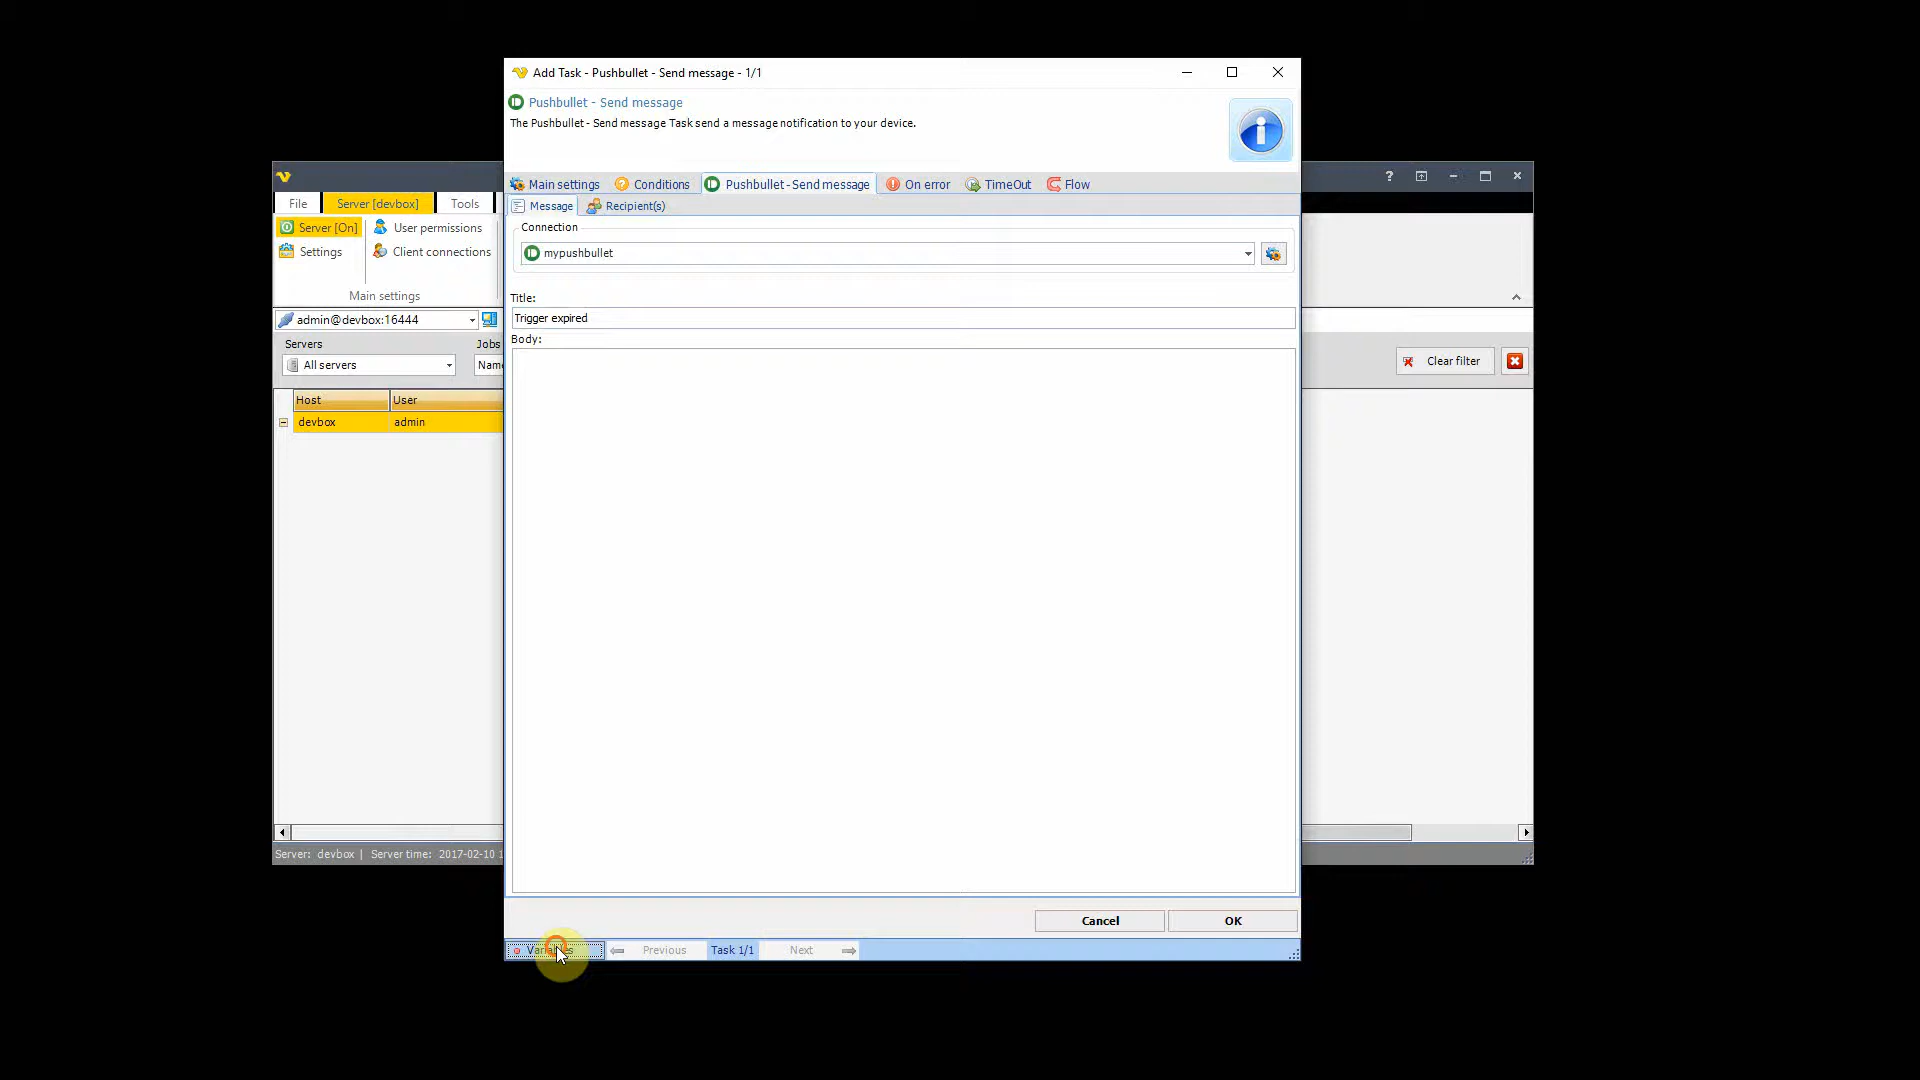 Add Task - Pushbullet - Send message - 1/1
Pushbullet - Send message
The Pushbullet - Send message Task send a message notification to your device.
Main settings
Conditions
Pushbullet - Send message
On error
TimeOut
Flow
Message
Recipient(s)
Connection
mypushbullet
Title:
Trigger expired
Body:
Cancel
OK
Variables
Previous
Task 1/1
Next
File
Server [devbox]
Tools
Server [On]
User permissions
Settings
Client connections
Main settings
admin@devbox:16444
Servers
Jobs
All servers
Name
Clear filter
Host
User
devbox
admin
Server: devbox | Server time: 2017-02-10 1